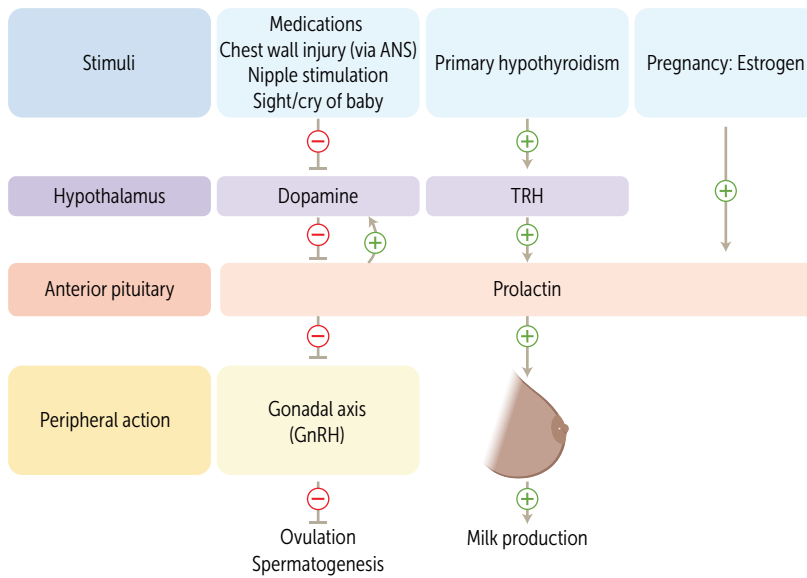 Stimuli
Medications
Chest wall injury (via ANS)
Nipple stimulation
Sight/cry of baby
Primary hypothyroidism
Pregnancy: Estrogen
Hypothalamus
Dopamine
TRH
Anterior pituitary
Prolactin
Peripheral action
Gonadal axis
(GnRH)
Ovulation
Spermatogenesis
Milk production